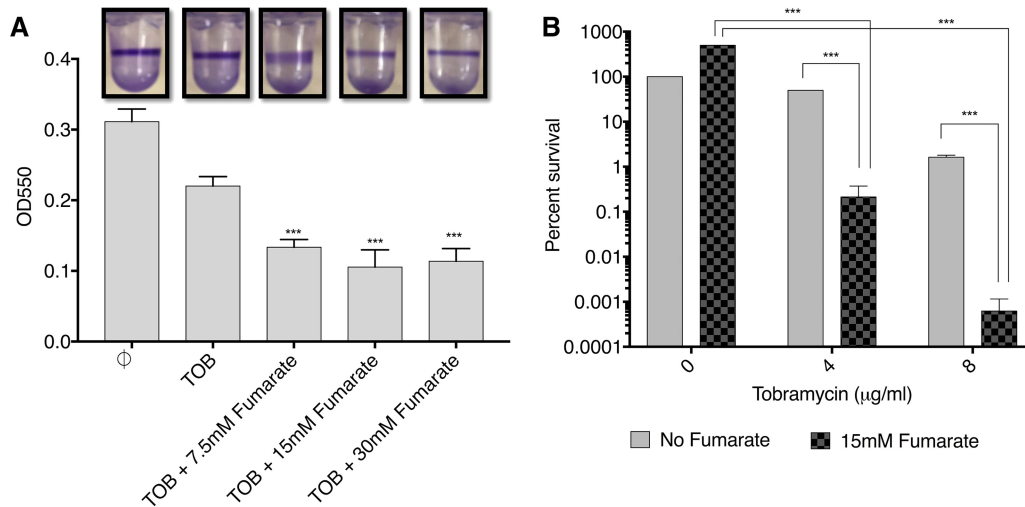 A
0.4
0.3
0.2
0.1
0.0
OD550
***
***
***
Φ
TOB
TOB + 7.5mM Fumarate
TOB + 15mM Fumarate
TOB + 30mM Fumarate
B
***
***
***
***
1000
100
10
1
0.1
0.01
0.001
0.0001
Percent survival
0
4
8
Tobramycin (μg/ml)
No Fumarate
15mM Fumarate